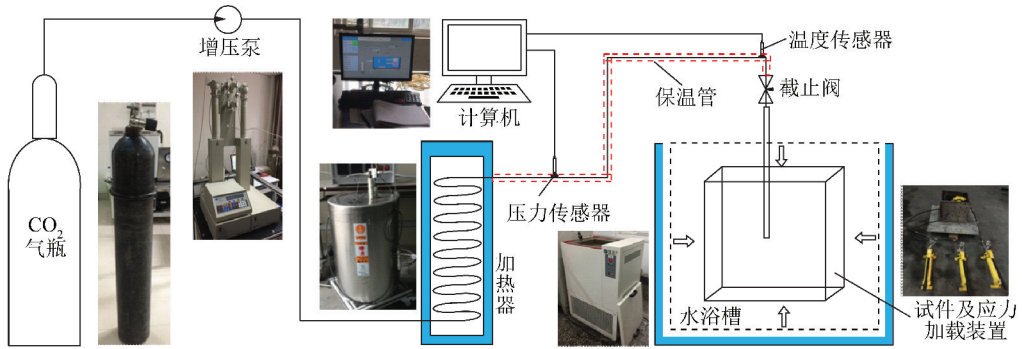 增压泵
温度传感器
保温管
截止阀
计算机
压力传感器
CO₂
气瓶
加热器
水浴槽
试件及应力
加载装置